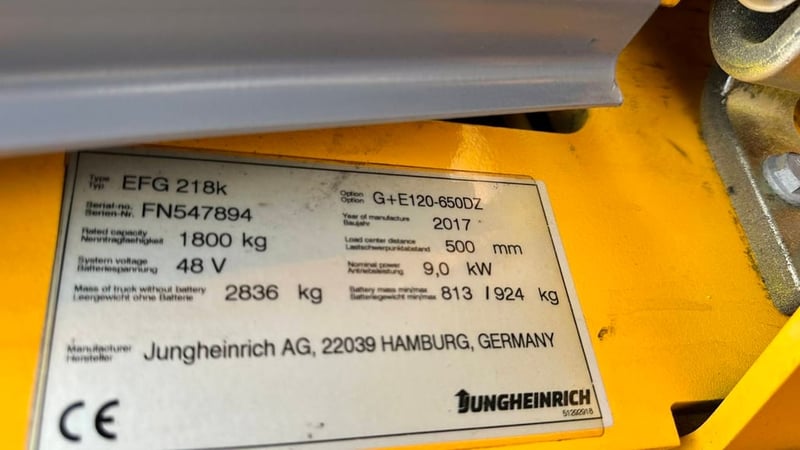 Type EFG 218k Option G+E120-650DZ
Typ Option
Serial-no. FN547894 Year of manufacture 2017
Serien-Nr. Baujahr
Rated capacity 1800 kg Load center distance 500 mm
Nenntragfaehigkeit Lastschwerpunktabstand
System voltage 48 V Nominal power 9,0 kW
Batteriespannung Antriebsleistung
Mass of truck without battery 2836 kg Battery mass min/max 813 / 924 kg
Leergewicht ohne Batterie Batteriegewicht min/max
Manufacturer Jungheinrich AG, 22039 HAMBURG, GERMANY
Hersteller
CE JUNGHEINRICH
51292918